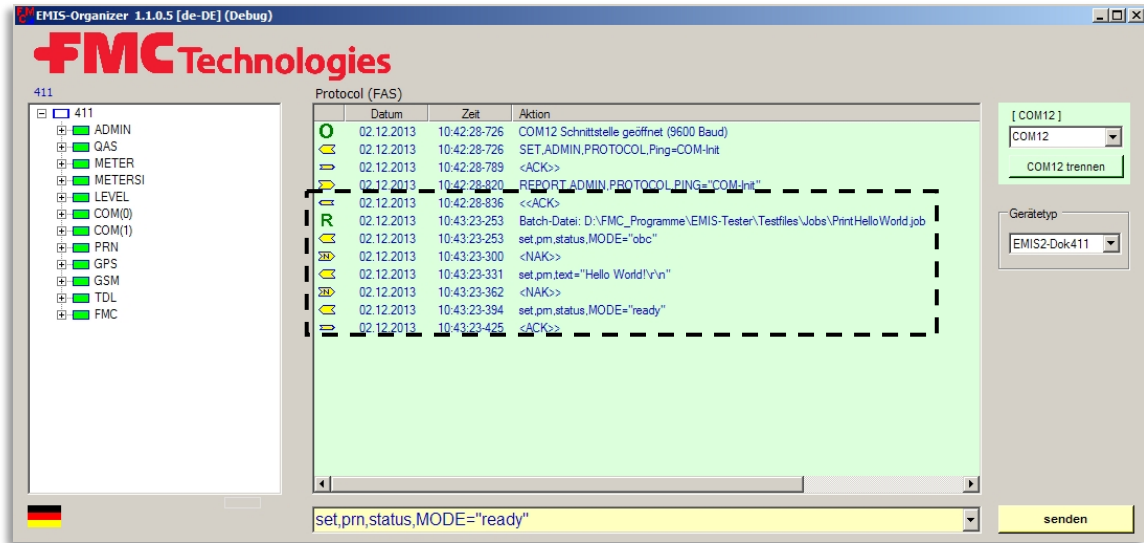 EMIS-Organizer 1.1.0.5 [de-DE] (Debug)
FMC Technologies
411
Protocol (FAS)
411
ADMIN
QAS
METER
METERSI
LEVEL
COM(0)
COM(1)
PRN
GPS
GSM
TDL
FMC
Datum Zeit Aktion
O 02.12.2013 10:42:28-726 COM12 Schnittstelle geöffnet (9600 Baud)
02.12.2013 10:42:28-726 SET,ADMIN,PROTOCOL,Ping=COM-Init
02.12.2013 10:42:28-789 <ACK>>
02.12.2013 10:42:28-820 REPORT,ADMIN,PROTOCOL,PING="COM-Init"
02.12.2013 10:42:28-836 <<ACK>
R 02.12.2013 10:43:23-253 Batch-Datei: D:\FMC_Programme\EMIS-Tester\Testfiles\Jobs\PrintHelloWorld.job
02.12.2013 10:43:23-253 set,prn,status,MODE="obc"
N 02.12.2013 10:43:23-300 <NAK>>
02.12.2013 10:43:23-331 set,prn,text="Hello World!\r\n"
N 02.12.2013 10:43:23-362 <NAK>>
02.12.2013 10:43:23-394 set,prn,status,MODE="ready"
02.12.2013 10:43:23-425 <ACK>>
[ COM12 ]
COM12
COM12 trennen
Gerätetyp
EMIS2-Dok411
set,prn,status,MODE="ready"
senden